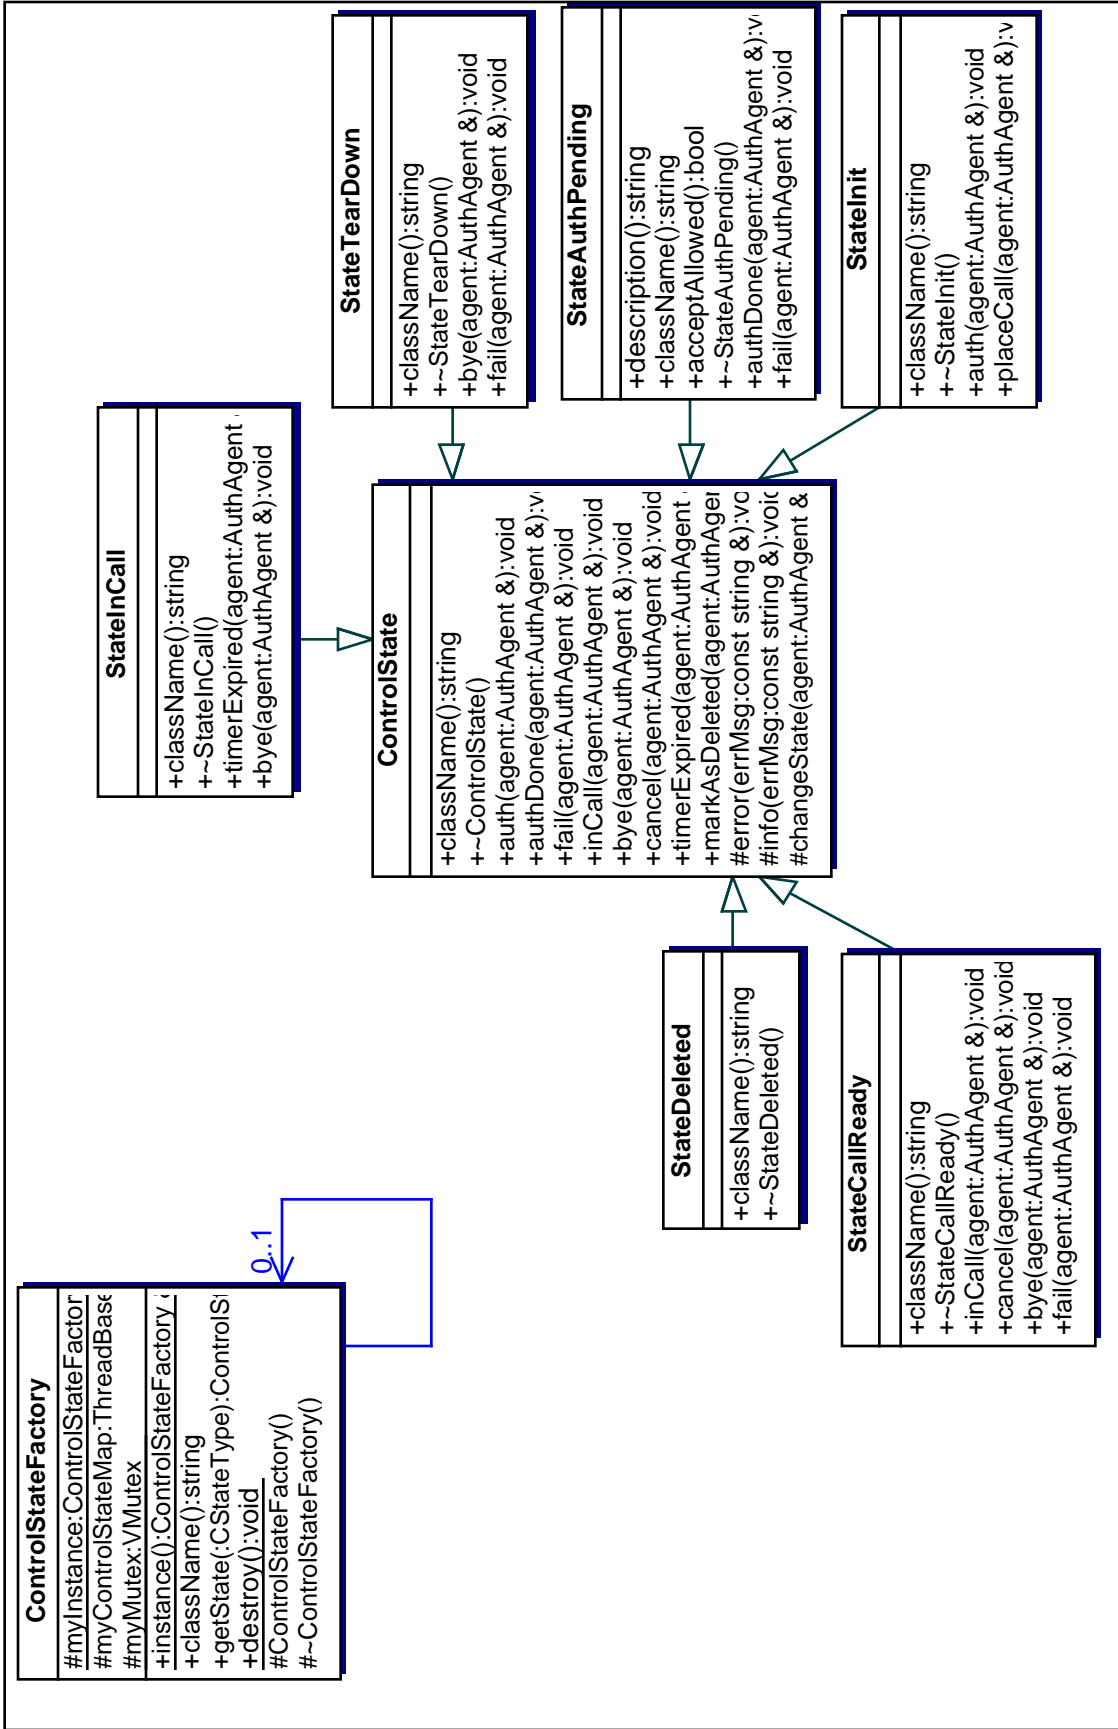 ControlStateFactory
#myInstance:ControlStateFactor
#myControlStateMap:ThreadBase
#myMutex:VMutex
+instance():ControlStateFactory
+className():string
+getState(:CStateType):ControlSt
+destroy():void
#ControlStateFactory()
#~ControlStateFactory()
0..1
StateInCall
+className():string
+~StateInCall()
+timerExpired(agent:AuthAgent
+bye(agent:AuthAgent &):void
StateTearDown
+className():string
+~StateTearDown()
+bye(agent:AuthAgent &):void
+fail(agent:AuthAgent &):void
ControlState
+className():string
+~ControlState()
+auth(agent:AuthAgent &):void
+authDone(agent:AuthAgent &):v
+fail(agent:AuthAgent &):void
+inCall(agent:AuthAgent &):void
+bye(agent:AuthAgent &):void
+cancel(agent:AuthAgent &):void
+timerExpired(agent:AuthAgent
+markAsDeleted(agent:AuthAger
#error(errMsg:const string &):vo
#info(errMsg:const string &):void
#changeState(agent:AuthAgent &
StateAuthPending
+description():string
+className():string
+acceptAllowed():bool
+~StateAuthPending()
+authDone(agent:AuthAgent &):v
+fail(agent:AuthAgent &):void
StateDeleted
+className():string
+~StateDeleted()
StateCallReady
+className():string
+~StateCallReady()
+inCall(agent:AuthAgent &):void
+cancel(agent:AuthAgent &):void
+bye(agent:AuthAgent &):void
+fail(agent:AuthAgent &):void
StateInit
+className():string
+~StateInit()
+auth(agent:AuthAgent &):void
+placeCall(agent:AuthAgent &):v